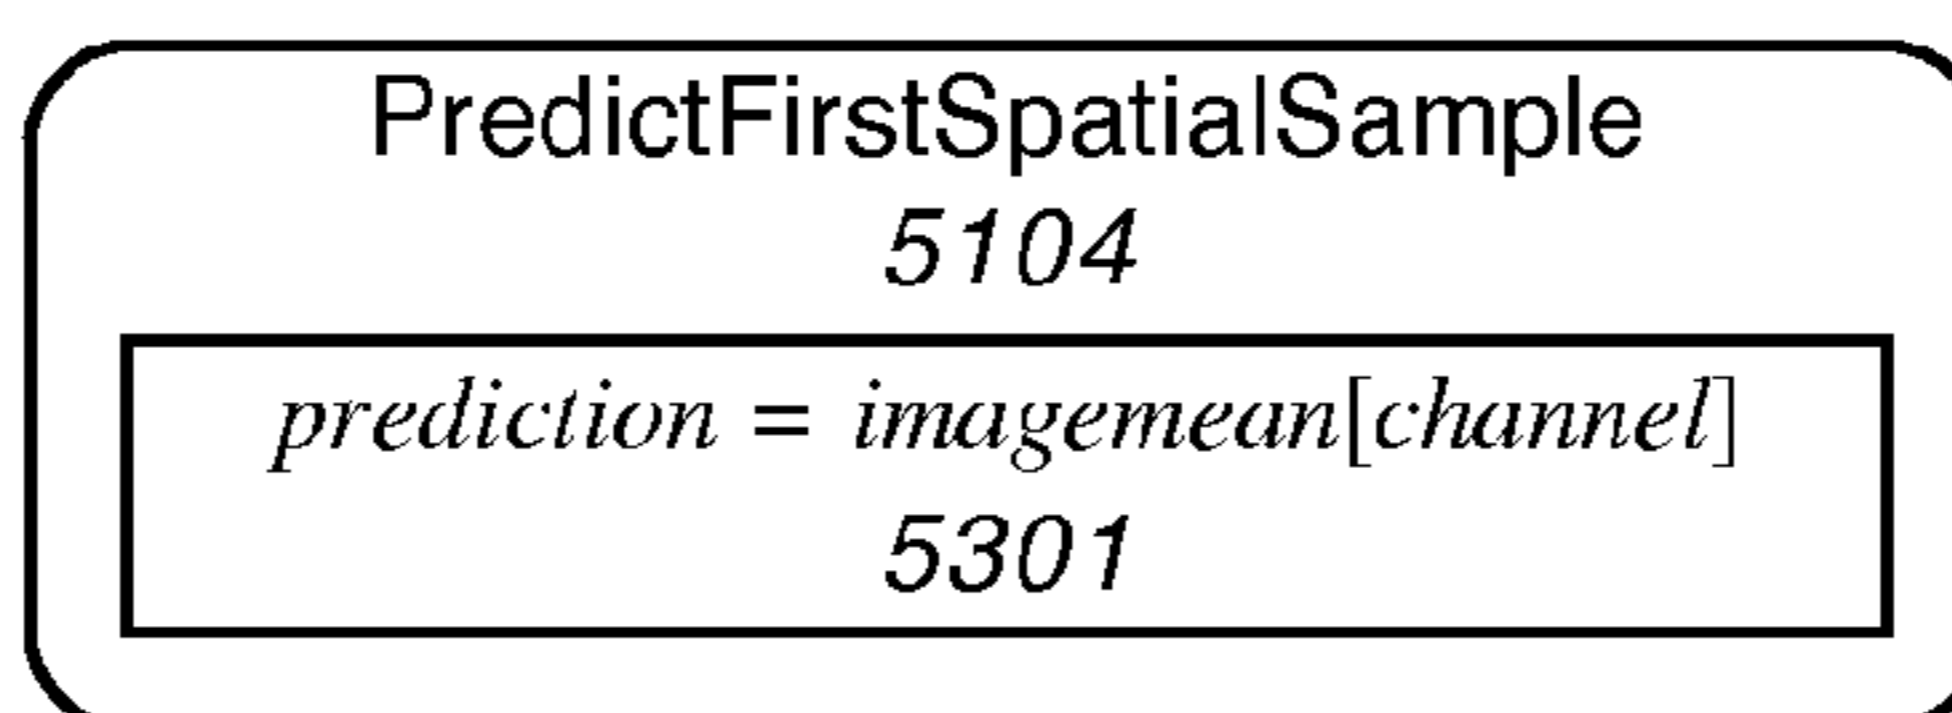 PredictFirstSpatialSample
5104
prediction = imagemean[channel]
5301